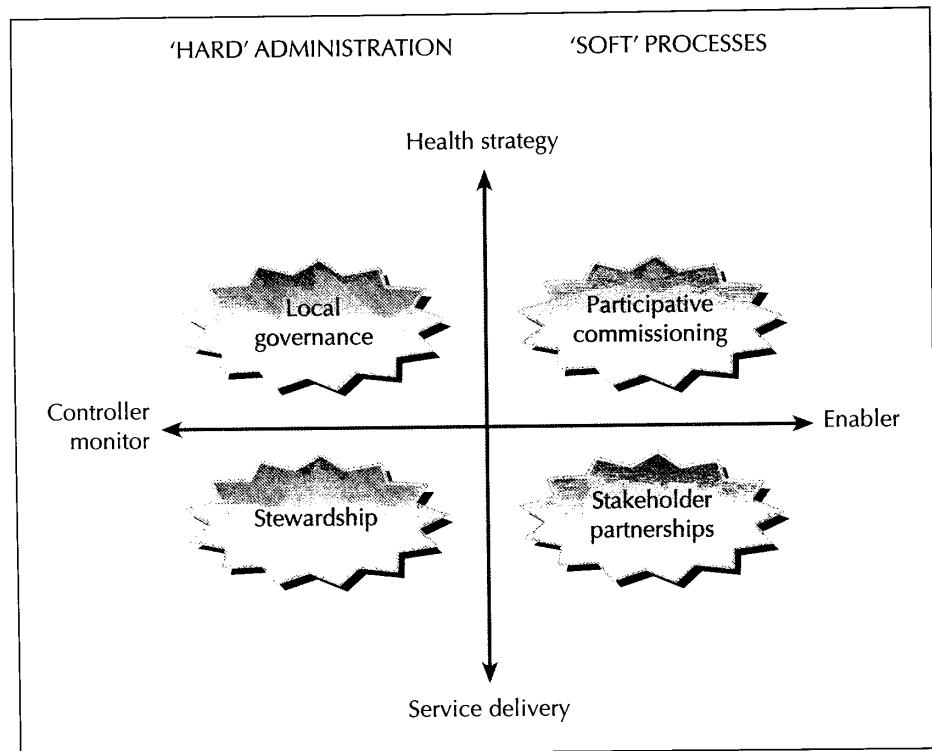 'HARD' ADMINISTRATION
'SOFT' PROCESSES
Health strategy
Local
governance
Participative
commissioning
Controller
monitor
Enabler
Stewardship
Stakeholder
partnerships
Service delivery